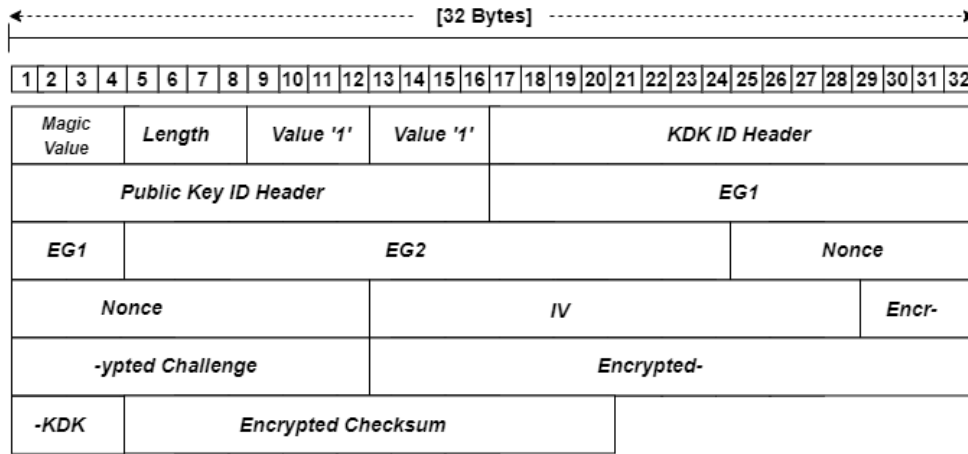 [32 Bytes]
1 2 3 4 5 6 7 8 9 10 11 12 13 14 15 16 17 18 19 20 21 22 23 24 25 26 27 28 29 30 31 32
Magic Value Length Value '1' Value '1' KDK ID Header
Public Key ID Header EG1
EG1 EG2 Nonce
Nonce IV Encr-
-ypted Challenge Encrypted-
-KDK Encrypted Checksum